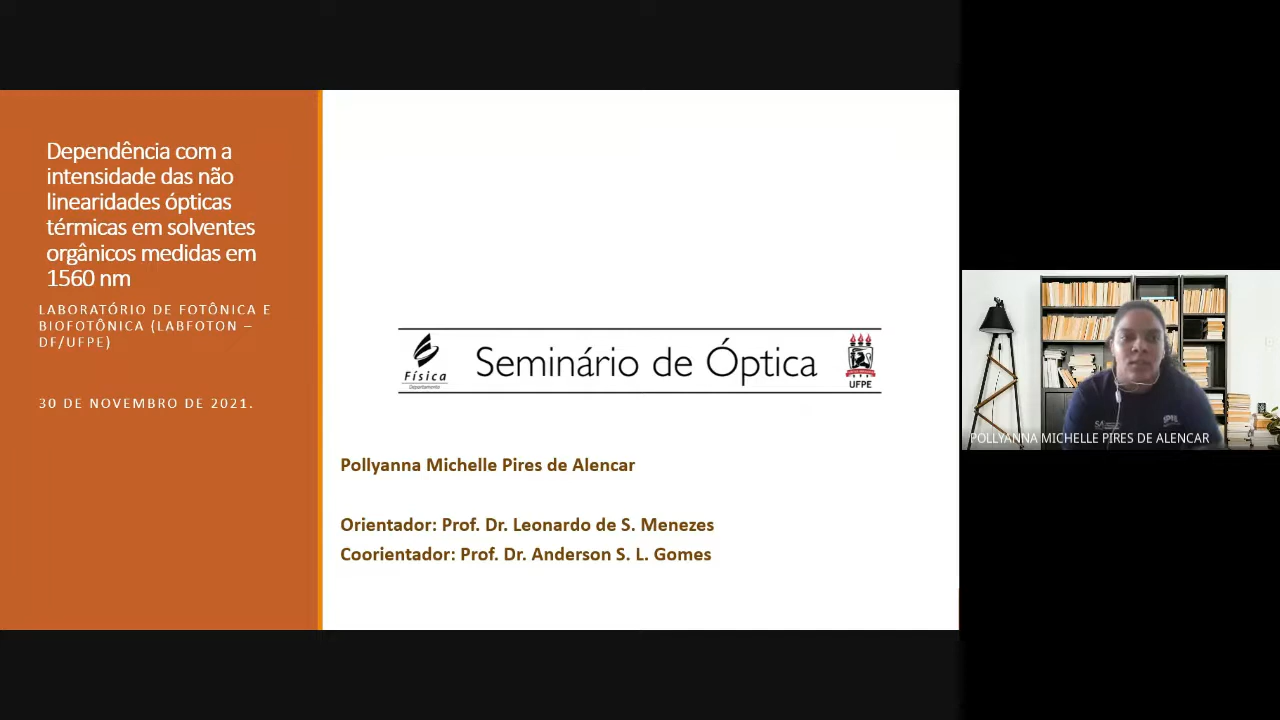 Dependência com a
intensidade das não
linearidades ópticas
térmicas em solventes
orgânicos medidas em
1560 nm
LABORATÓRIO DE FOTÔNICA E
BIOFOTÔNICA (LABFOTON –
DF/UFPE)
30 DE NOVEMBRO DE 2021.
Física
Departamento
Seminário de Óptica
UFPE
Pollyanna Michelle Pires de Alencar
Orientador: Prof. Dr. Leonardo de S. Menezes
Coorientador: Prof. Dr. Anderson S. L. Gomes
POLLYANNA MICHELLE PIRES DE ALENCAR